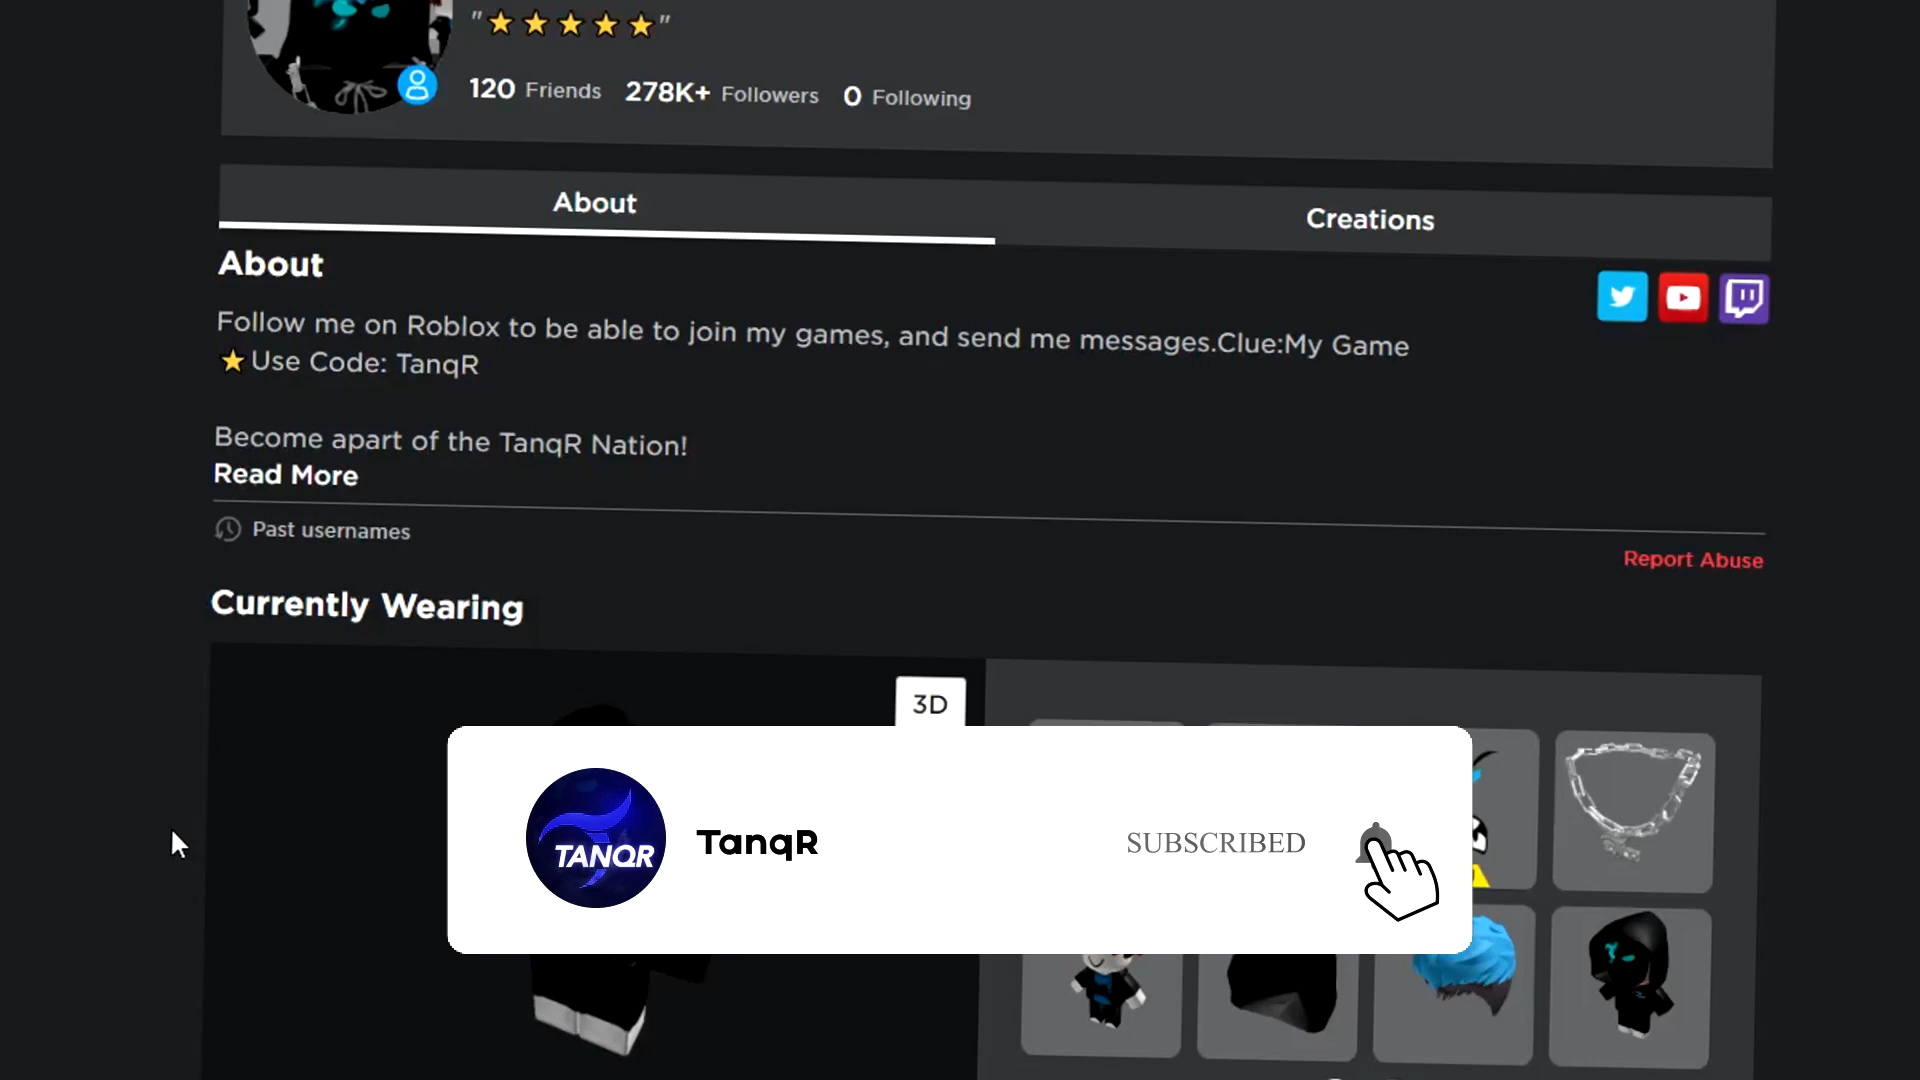 "⭐⭐⭐⭐⭐"
120 Friends 278K+ Followers 0 Following
About Creations
About
Follow me on Roblox to be able to join my games, and send me messages.Clue:My Game
⭐Use Code: TanqR
Become apart of the TanqR Nation!
Read More
Past usernames
Report Abuse
Currently Wearing
3D
TANQR
TanqR
SUBSCRIBED